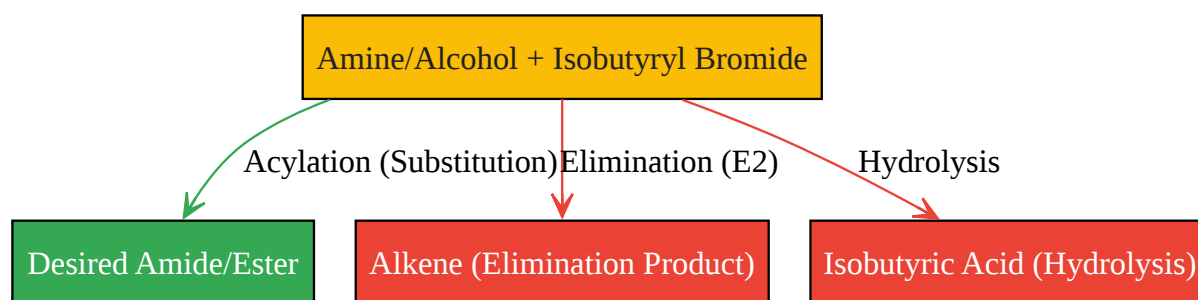 Amine/Alcohol + Isobutyryl Bromide
Acylation (Substitution)
Elimination (E2)
Hydrolysis
Desired Amide/Ester
Alkene (Elimination Product)
Isobutyric Acid (Hydrolysis)